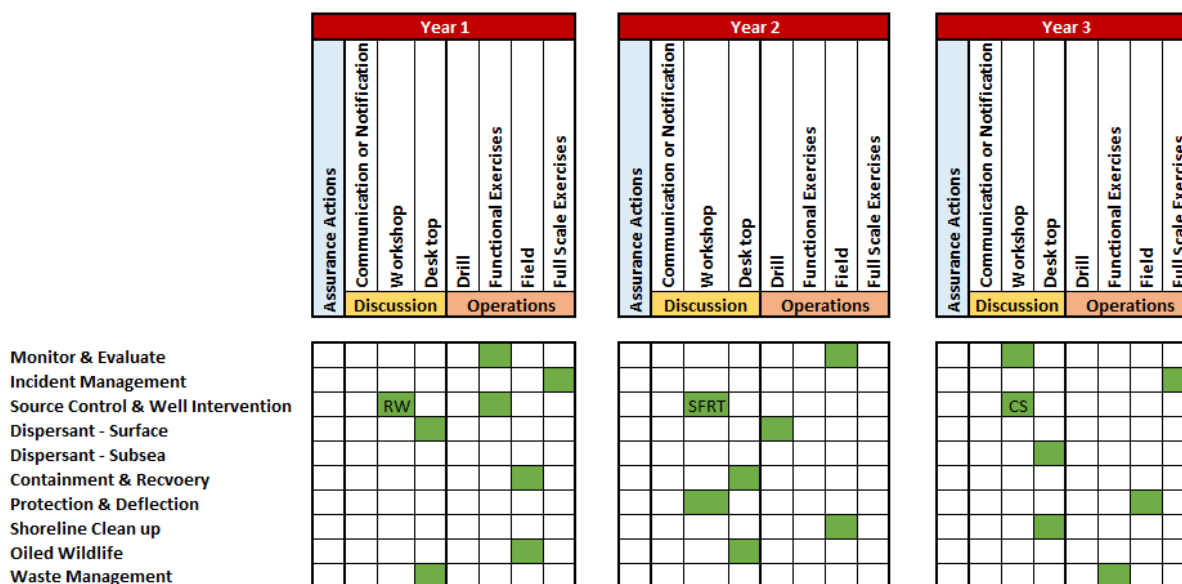 Year 1
Year 2
Year 3
Assurance Actions
Communication or Notification
Workshop
Desk top
Drill
Functional Exercises
Field
Full Scale Exercises
Discussion
Operations
Assurance Actions
Communication or Notification
Workshop
Desk top
Drill
Functional Exercises
Field
Full Scale Exercises
Discussion
Operations
Assurance Actions
Communication or Notification
Workshop
Desk top
Drill
Functional Exercises
Field
Full Scale Exercises
Discussion
Operations
Monitor & Evaluate
Incident Management
Source Control & Well Intervention RW SFRT CS
Dispersant - Surface
Dispersant - Subsea
Containment & Recvoery
Protection & Deflection
Shoreline Clean up
Oiled Wildlife
Waste Management